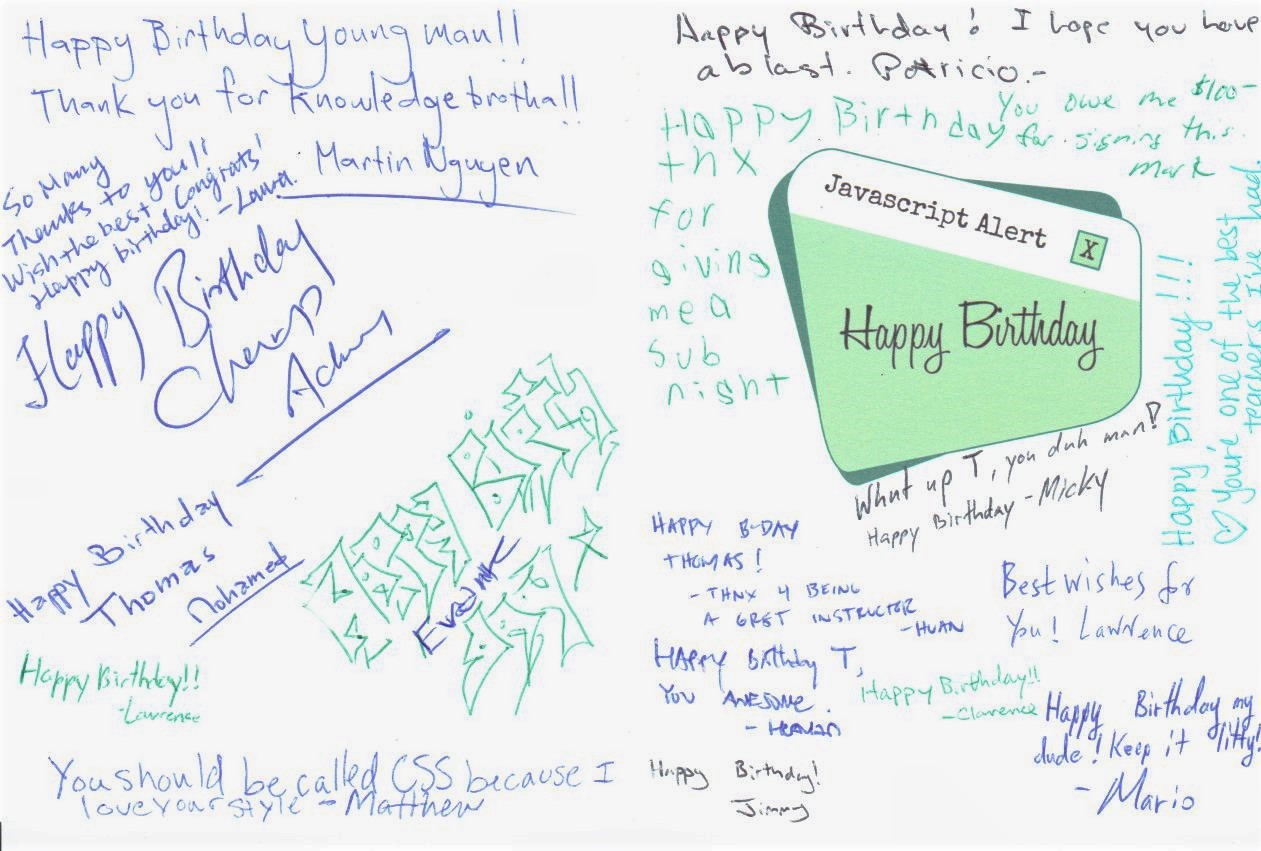 Happy Birthday Young man!!
Thank you for Knowledge brotha!!
Martin Nguyen
So Many
Thanks to you!!
Wish the best Congrats!
Happy birthday! - Laura.
Happy Birthday
Happy Birthday
Thomas
Mohamed
Happy Birthday!!
-Lawrence
You should be called CSS because I
love your style - Matthew
Happy Birthday! I hope you have
a blast. Patricio.-
Happy Birthday
thx
for
giving
me a
sub
night
You owe me $100-
for signing this.
Mark
Javascript Alert X
Happy Birthday
Happy Birthday!!!
♡ You're one of the best
teachers I've had.
What up T, you duh man!
Happy Birthday - Micky
HAPPY B-DAY
THOMAS!
- THNX 4 BEING
A GRET INSTRUCTOR
- HUAN
Best wishes for
You! Lawrence
HAPPY Birthday T,
YOU AWESOME.
- HERMAN
Happy Birthday!!
-Clarence
Happy Birthday my
dude! Keep it litty!
- Mario
Happy Birthday!
Jimmy